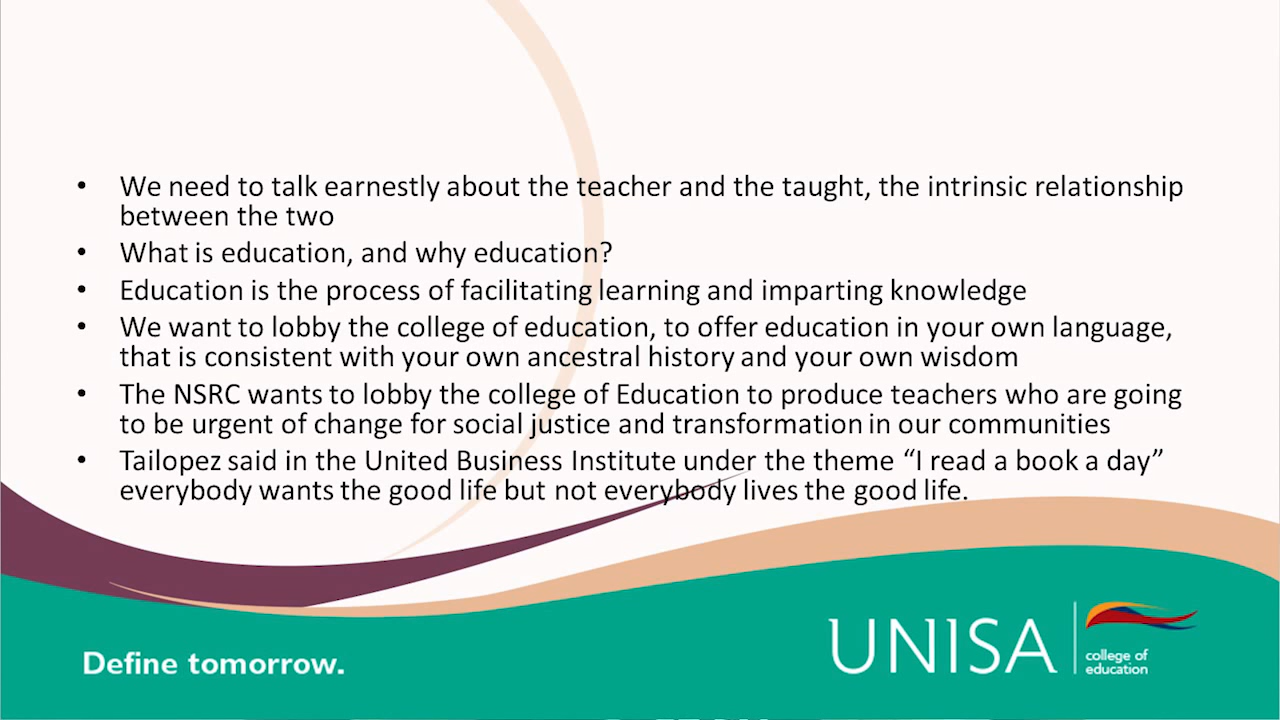 • We need to talk earnestly about the teacher and the taught, the intrinsic relationship
between the two
• What is education, and why education?
• Education is the process of facilitating learning and imparting knowledge
• We want to lobby the college of education, to offer education in your own language,
that is consistent with your own ancestral history and your own wisdom
• The NSRC wants to lobby the college of Education to produce teachers who are going
to be urgent of change for social justice and transformation in our communities
• Tailopez said in the United Business Institute under the theme “I read a book a day”
everybody wants the good life but not everybody lives the good life.
Define tomorrow.
UNISA
college of
education